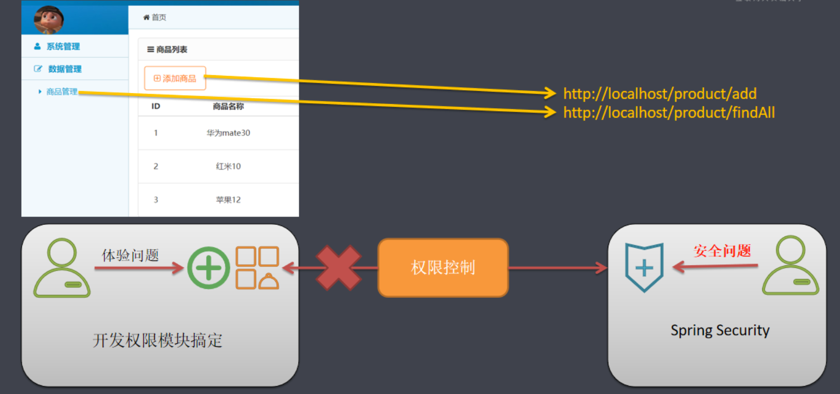 首页
系统管理
商品列表
数据管理
添加商品
商品管理
http://localhost/product/add
http://localhost/product/findAll
ID 商品名称
1 华为mate30
2 红米10
3 苹果12
体验问题
权限控制
安全问题
开发权限模块搞定
Spring Security